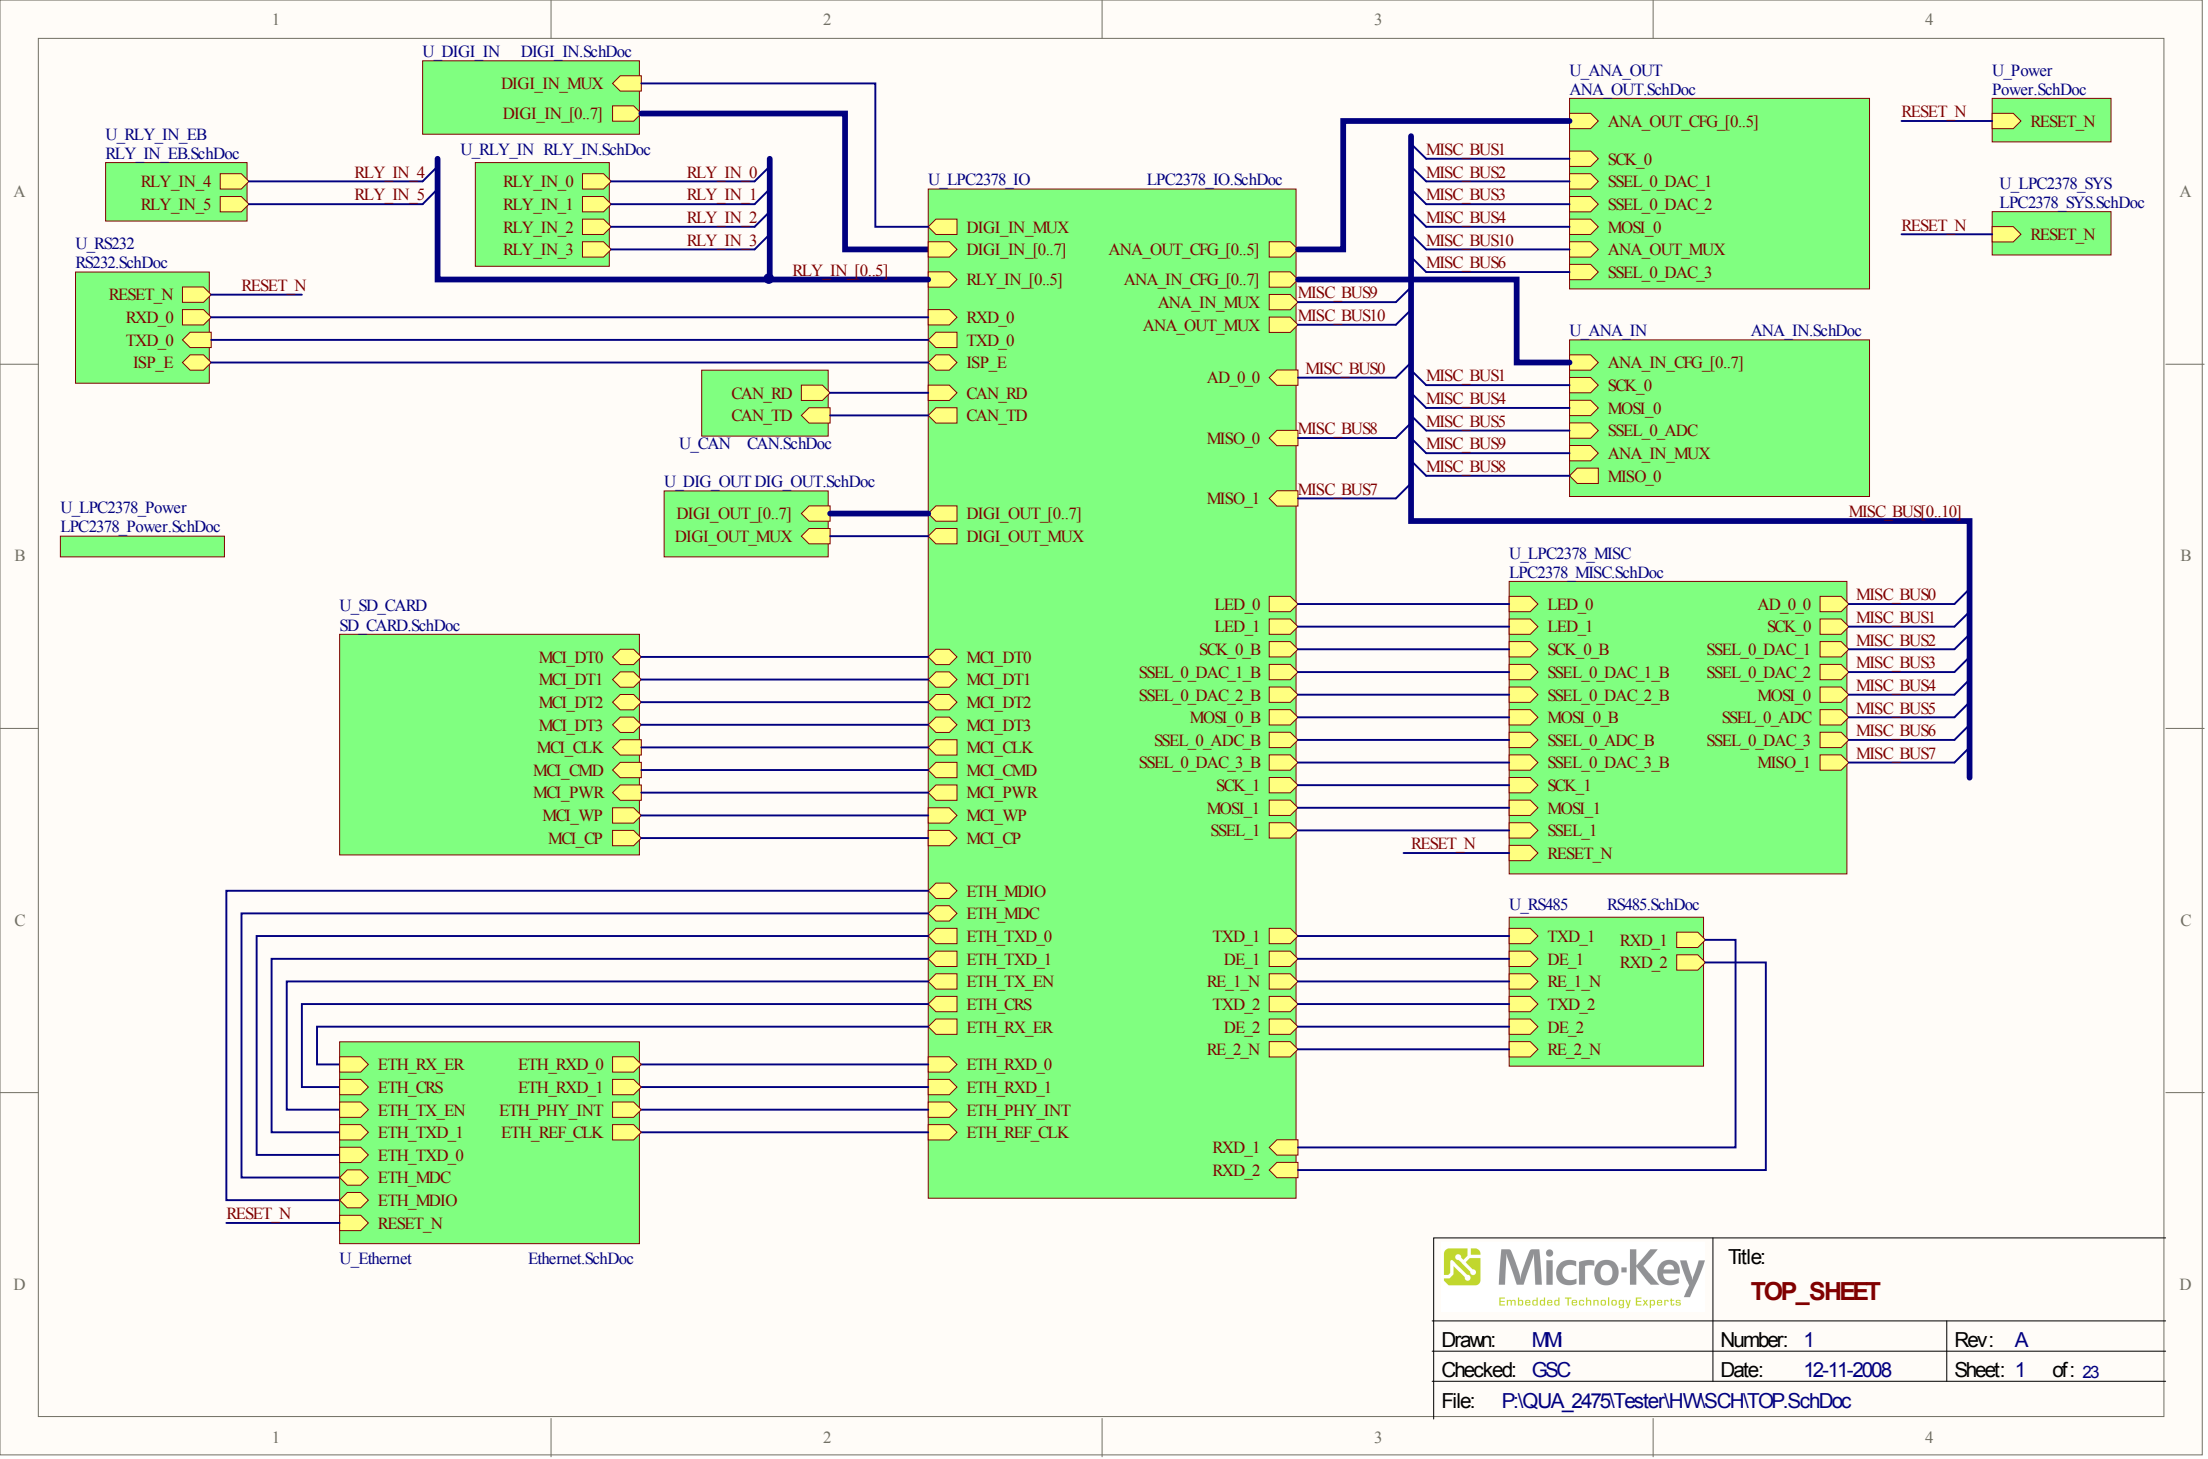 1 2 3 4
A
B
C
D
U_DIGI_IN DIGI_IN.SchDoc
DIGI_IN_MUX
DIGI_IN_[0..7]
U_RLY_IN_EB
RLY_IN_EB.SchDoc
RLY_IN_4
RLY_IN_5
RLY_IN_4
RLY_IN_5
U_RLY_IN RLY_IN.SchDoc
RLY_IN_0
RLY_IN_1
RLY_IN_2
RLY_IN_3
RLY_IN_0
RLY_IN_1
RLY_IN_2
RLY_IN_3
RLY_IN_[0..5]
U_RS232
RS232.SchDoc
RESET_N
RXD_0
TXD_0
ISP_E
RESET_N
CAN_RD
CAN_TD
U_CAN CAN.SchDoc
U_DIG_OUT DIG_OUT.SchDoc
DIGI_OUT_[0..7]
DIGI_OUT_MUX
U_LPC2378_Power
LPC2378_Power.SchDoc
U_SD_CARD
SD_CARD.SchDoc
MCI_DT0
MCI_DT1
MCI_DT2
MCI_DT3
MCI_CLK
MCI_CMD
MCI_PWR
MCI_WP
MCI_CP
ETH_RX_ER
ETH_CRS
ETH_TX_EN
ETH_TXD_1
ETH_TXD_0
ETH_MDC
ETH_MDIO
RESET_N
RESET_N
ETH_RXD_0
ETH_RXD_1
ETH_PHY_INT
ETH_REF_CLK
U_Ethernet Ethernet.SchDoc
U_LPC2378_IO LPC2378_IO.SchDoc
DIGI_IN_MUX
DIGI_IN_[0..7]
RLY_IN_[0..5]
RXD_0
TXD_0
ISP_E
CAN_RD
CAN_TD
DIGI_OUT_[0..7]
DIGI_OUT_MUX
MCI_DT0
MCI_DT1
MCI_DT2
MCI_DT3
MCI_CLK
MCI_CMD
MCI_PWR
MCI_WP
MCI_CP
ETH_MDIO
ETH_MDC
ETH_TXD_0
ETH_TXD_1
ETH_TX_EN
ETH_CRS
ETH_RX_ER
ETH_RXD_0
ETH_RXD_1
ETH_PHY_INT
ETH_REF_CLK
ANA_OUT_CFG_[0..5]
ANA_IN_CFG_[0..7]
ANA_IN_MUX
ANA_OUT_MUX
AD_0_0
MISO_0
MISO_1
LED_0
LED_1
SCK_0_B
SSEL_0_DAC_1_B
SSEL_0_DAC_2_B
MOSI_0_B
SSEL_0_ADC_B
SSEL_0_DAC_3_B
SCK_1
MOSI_1
SSEL_1
TXD_1
DE_1
RE_1_N
TXD_2
DE_2
RE_2_N
RXD_1
RXD_2
MISC_BUS9
MISC_BUS10
MISC_BUS0
MISC_BUS8
MISC_BUS7
U_ANA_OUT
ANA_OUT.SchDoc
ANA_OUT_CFG_[0..5]
MISC_BUS1 SCK_0
MISC_BUS2 SSEL_0_DAC_1
MISC_BUS3 SSEL_0_DAC_2
MISC_BUS4 MOSI_0
MISC_BUS10 ANA_OUT_MUX
MISC_BUS6 SSEL_0_DAC_3
U_ANA_IN ANA_IN.SchDoc
ANA_IN_CFG_[0..7]
MISC_BUS1 SCK_0
MISC_BUS4 MOSI_0
MISC_BUS5 SSEL_0_ADC
MISC_BUS9 ANA_IN_MUX
MISC_BUS8 MISO_0
MISC_BUS[0..10]
U_Power
Power.SchDoc
RESET_N RESET_N
U_LPC2378_SYS
LPC2378_SYS.SchDoc
RESET_N RESET_N
U_LPC2378_MISC
LPC2378_MISC.SchDoc
LED_0
LED_1
SCK_0_B
SSEL_0_DAC_1_B
SSEL_0_DAC_2_B
MOSI_0_B
SSEL_0_ADC_B
SSEL_0_DAC_3_B
SCK_1
MOSI_1
SSEL_1
RESET_N RESET_N
AD_0_0 MISC_BUS0
SCK_0 MISC_BUS1
SSEL_0_DAC_1 MISC_BUS2
SSEL_0_DAC_2 MISC_BUS3
MOSI_0 MISC_BUS4
SSEL_0_ADC MISC_BUS5
SSEL_0_DAC_3 MISC_BUS6
MISO_1 MISC_BUS7
U_RS485 RS485.SchDoc
TXD_1
DE_1
RE_1_N
TXD_2
DE_2
RE_2_N
RXD_1
RXD_2
A
B
C
D
Micro·Key
Embedded Technology Experts
Title:
TOP_SHEET
Drawn: MMi Number: 1 Rev: A
Checked: GSC Date: 12-11-2008 Sheet: 1 of: 23
File: P:\QUA_2475\Tester\HW\SCH\TOP.SchDoc
1 2 3 4